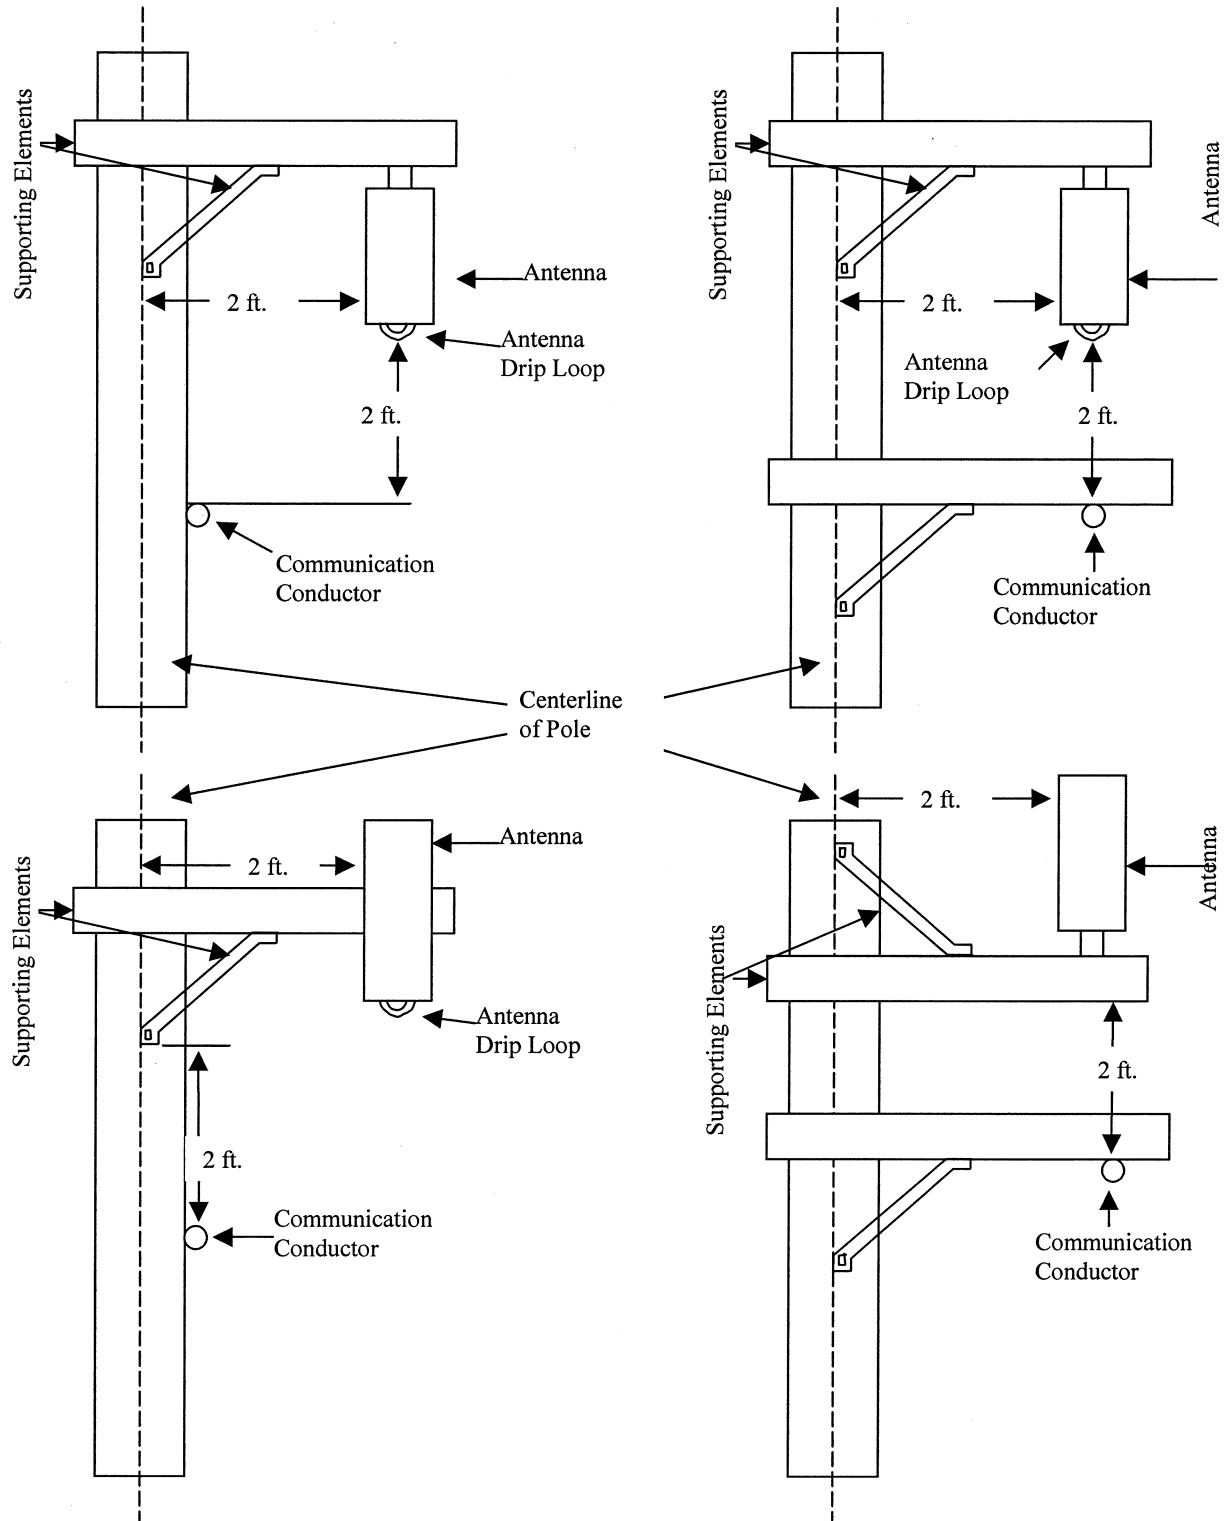 Supporting Elements
2 ft.
Antenna
Antenna
Drip Loop
2 ft.
Communication
Conductor
Supporting Elements
Antenna
2 ft.
Antenna
Drip Loop
2 ft.
Communication
Conductor
Centerline
of Pole
Supporting Elements
2 ft.
Antenna
Antenna
Drip Loop
2 ft.
Communication
Conductor
2 ft.
Antenna
Supporting Elements
2 ft.
Communication
Conductor